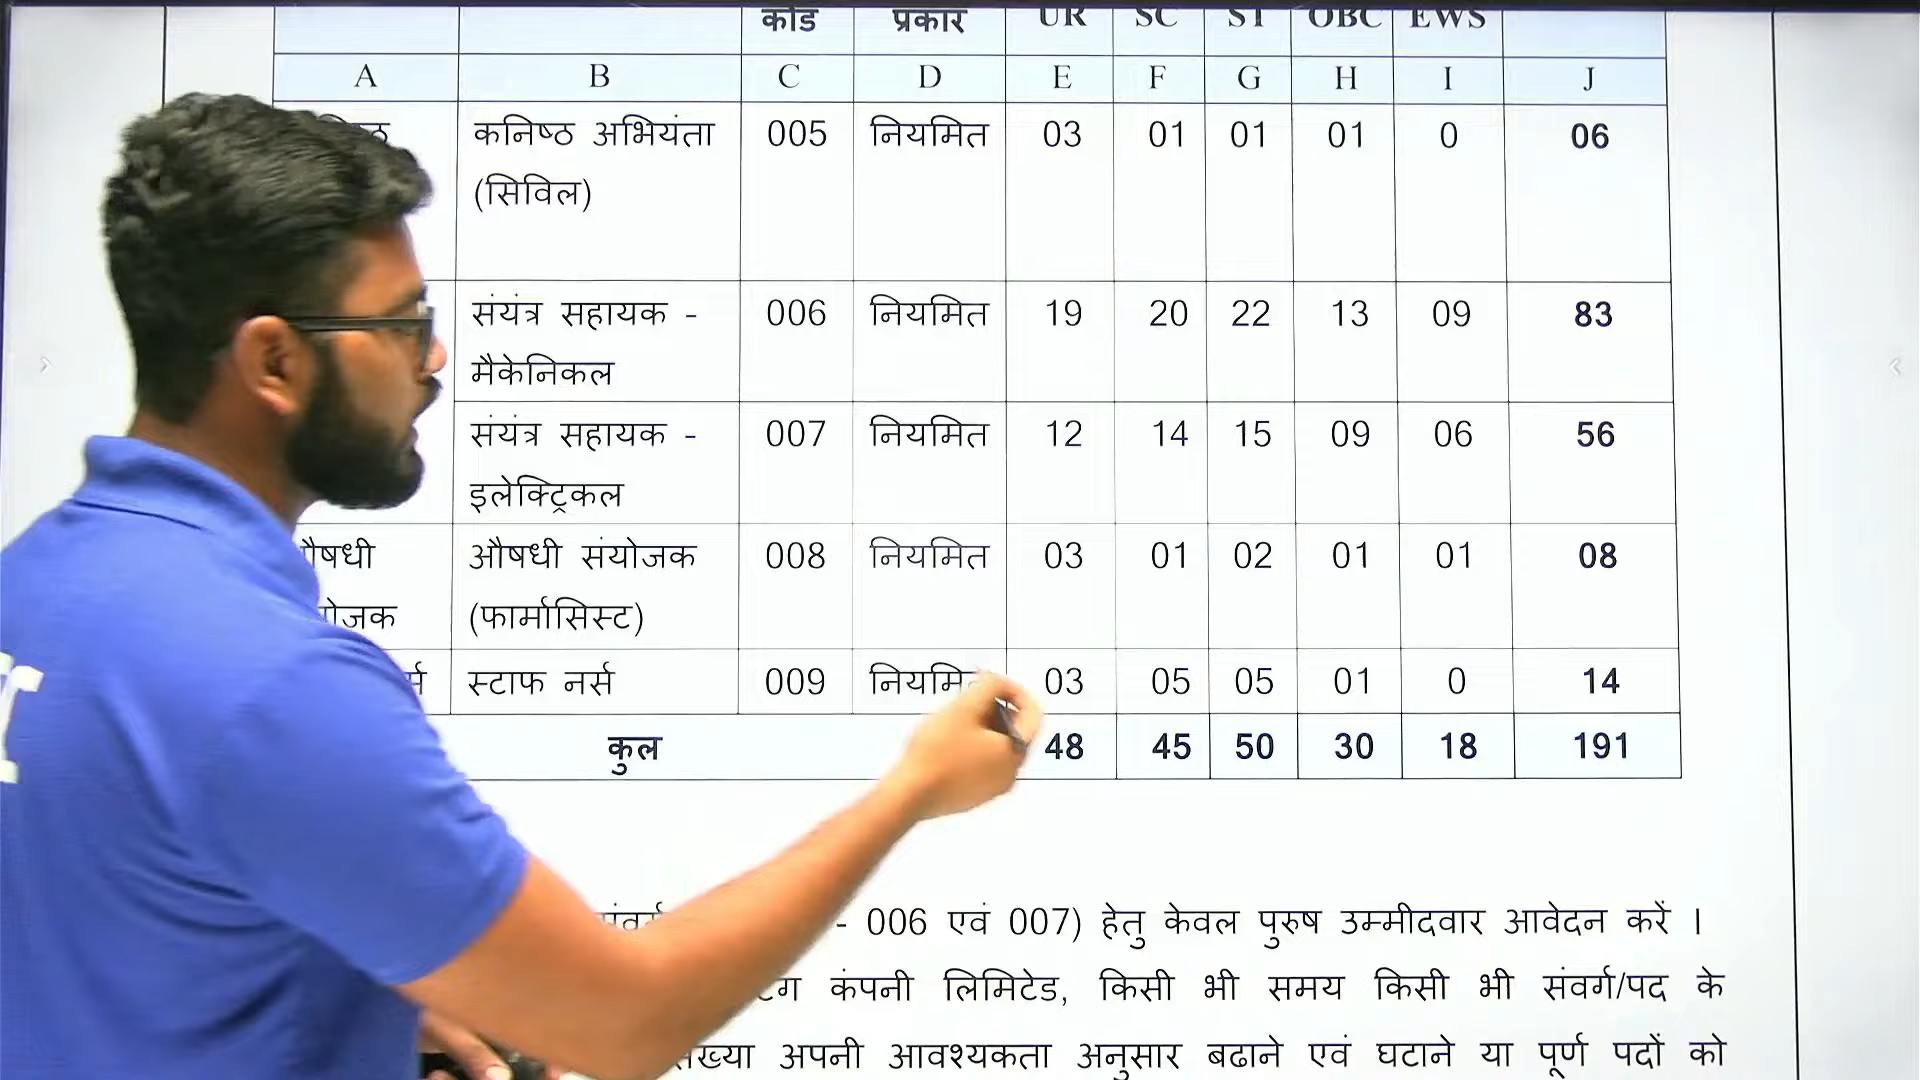 कोड प्रकार UR SC ST OBC EWS
A B C D E F G H I J
कनिष्ठ अभियंता 005 नियमित 03 01 01 01 0 06
(सिविल)
संयंत्र सहायक - 006 नियमित 19 20 22 13 09 83
मैकेनिकल
संयंत्र सहायक - 007 नियमित 12 14 15 09 06 56
इलेक्ट्रिकल
औषधी संयोजक 008 नियमित 03 01 02 01 01 08
(फार्मासिस्ट)
स्टाफ नर्स 009 03 05 05 01 0 14
कुल 48 45 50 30 18 191
- 006 एवं 007) हेतु केवल पुरुष उम्मीदवार आवेदन करें ।
कंपनी लिमिटेड, किसी भी समय किसी भी संवर्ग/पद के
अपनी आवश्यकता अनुसार बढाने एवं घटाने या पूर्ण पदों को